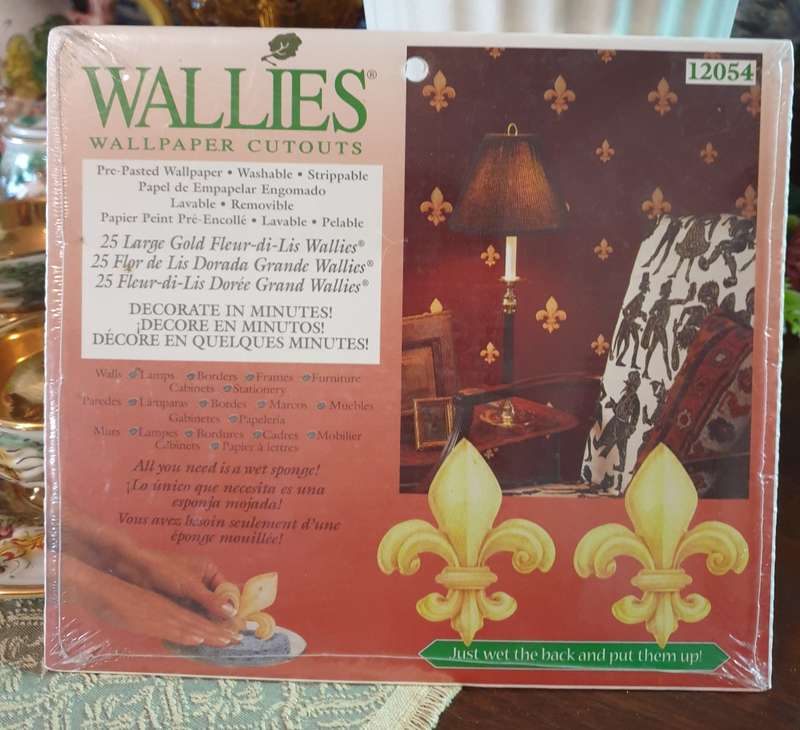 WALLIES®
WALLPAPER CUTOUTS
Pre-Pasted Wallpaper • Washable • Strippable
Papel de Empapelar Engomado
Lavable • Removible
Papier Peint Pré-Encollé • Lavable • Pelable
25 Large Gold Fleur-di-Lis Wallies®
25 Flor de Lis Dorada Grande Wallies®
25 Fleur-di-Lis Dorée Grand Wallies®
DECORATE IN MINUTES!
¡DECORE EN MINUTOS!
DÉCORE EN QUELQUES MINUTES!
Walls Lamps Borders Frames Furniture
Cabinets Stationery
Paredes Lámparas Bordes Marcos Muebles
Gabinetes Papelería
Murs Lampes Bordures Cadres Mobilier
Cabinets Papier à lettres
All you need is a wet sponge!
¡Lo único que necesita es una
esponja mojada!
Vous avez besoin seulement d'une
éponge mouillée!
12054
Just wet the back and put them up!